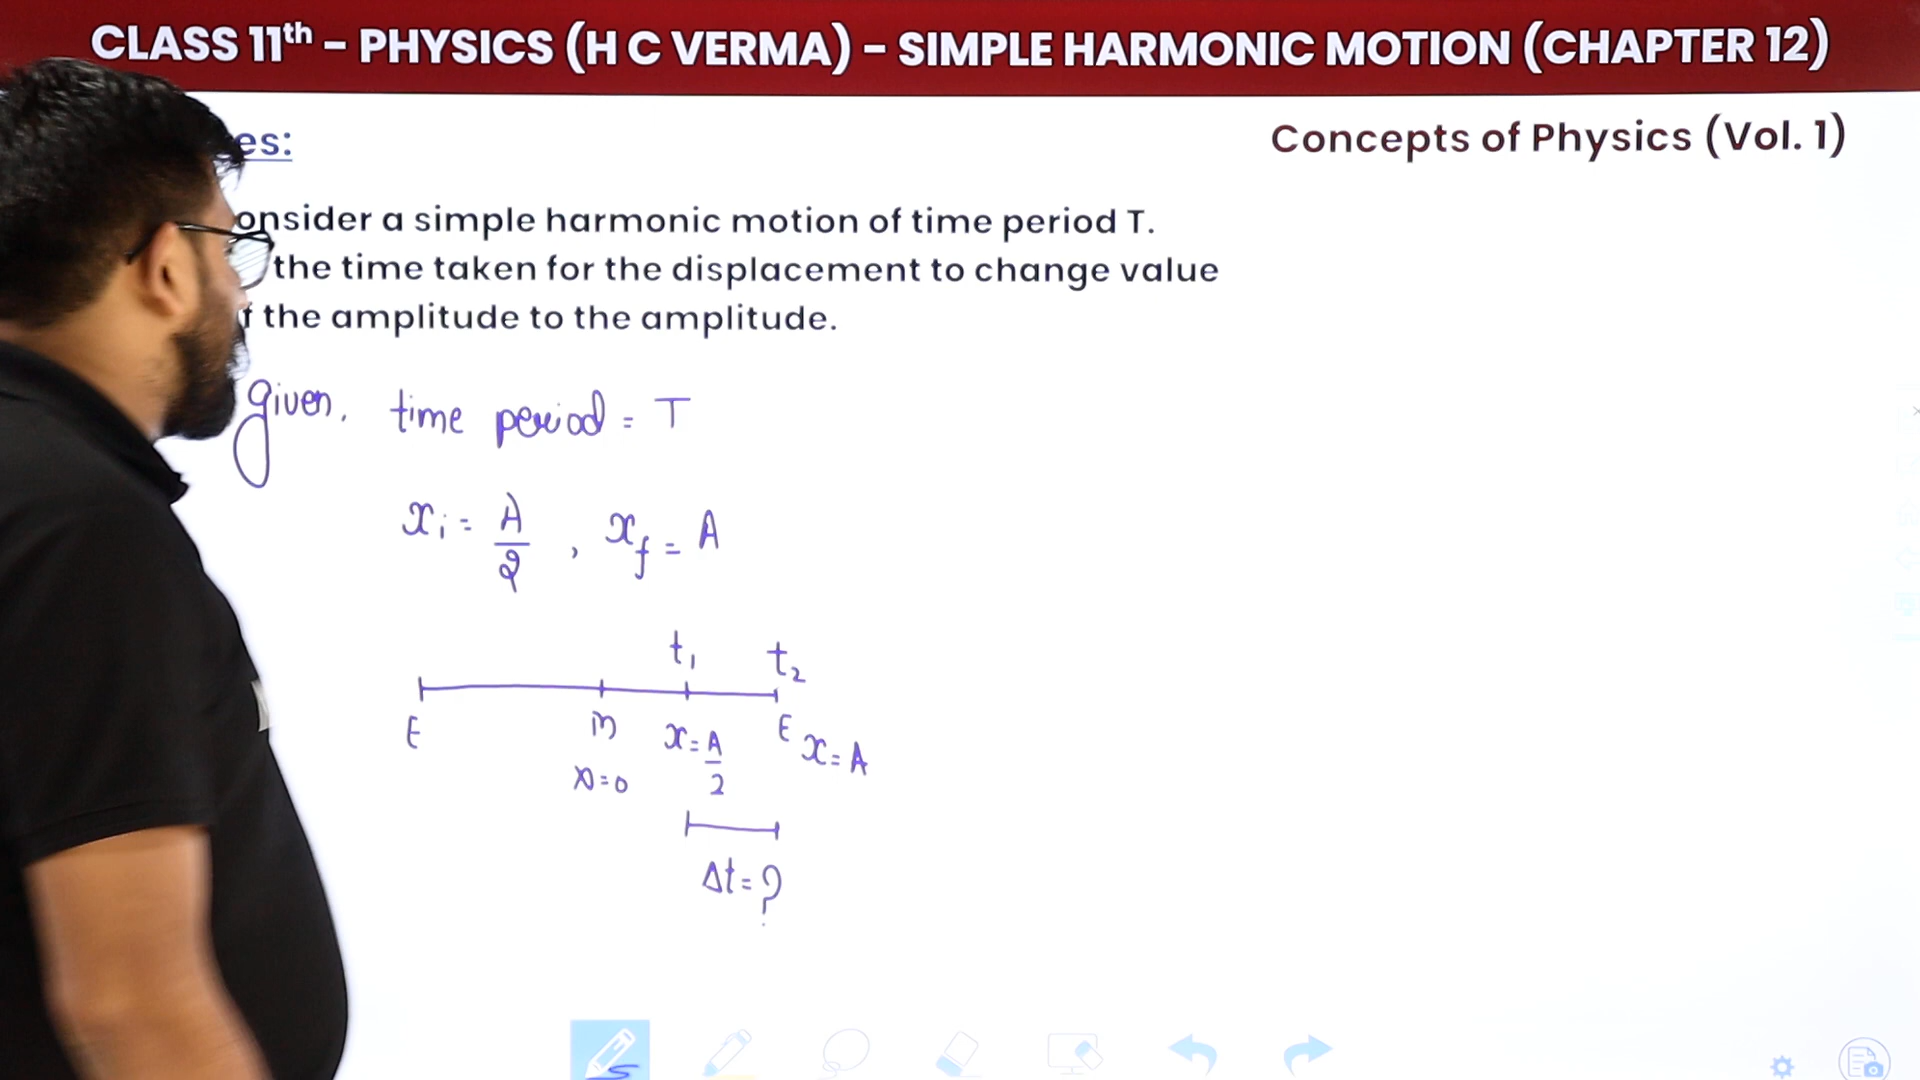 CLASS 11th – PHYSICS (H C VERMA) – SIMPLE HARMONIC MOTION (CHAPTER 12)
es:
Concepts of Physics (Vol. 1)
onsider a simple harmonic motion of time period T.
the time taken for the displacement to change value
f the amplitude to the amplitude.
given, time period = T
xi = A/2 , xf = A
t1 t2
E m x = A/2 E x = A
x = 0
Δt = ?